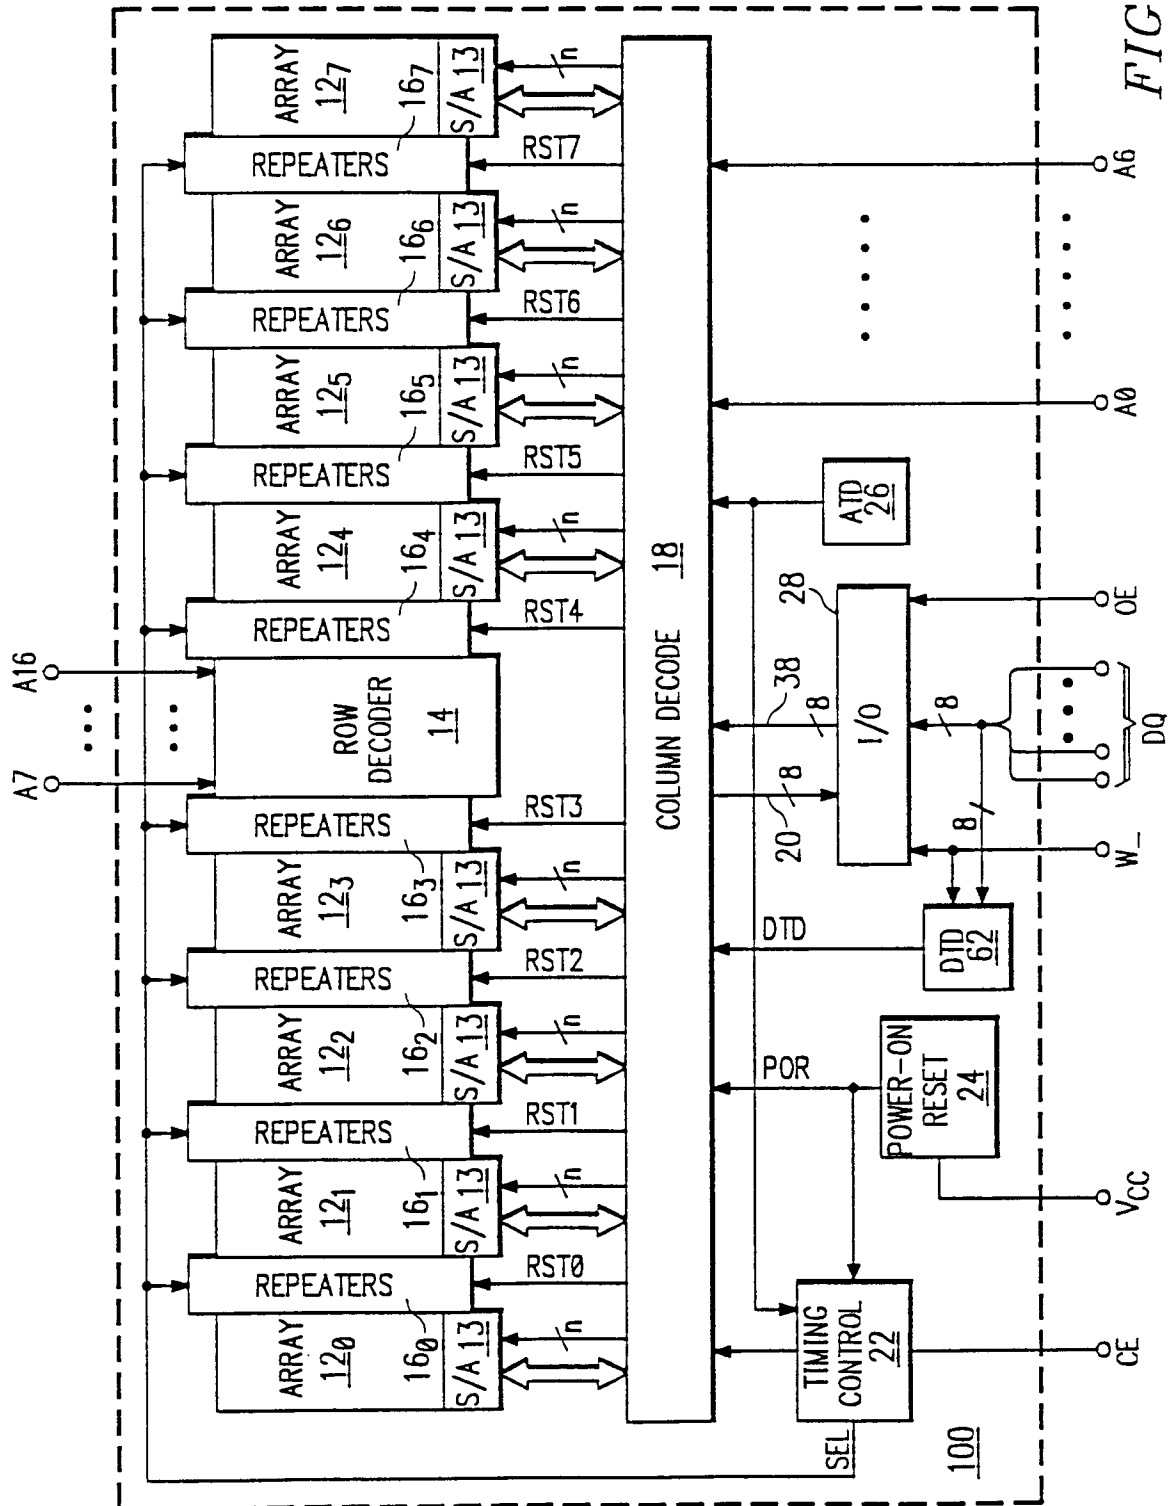 FIG
A7
A16
ARRAY
12₀
S/A 13
n
REPEATERS
16₀
RST0
ARRAY
12₁
S/A 13
n
REPEATERS
16₁
RST1
ARRAY
12₂
S/A 13
n
REPEATERS
16₂
RST2
ARRAY
12₃
S/A 13
n
REPEATERS
16₃
RST3
ROW
DECODER
14
REPEATERS
16₄
RST4
ARRAY
12₄
S/A 13
n
REPEATERS
16₅
RST5
ARRAY
12₅
S/A 13
n
REPEATERS
16₆
RST6
ARRAY
12₆
S/A 13
n
REPEATERS
16₇
RST7
ARRAY
12₇
S/A 13
n
COLUMN DECODE 18
SEL
TIMING
CONTROL
22
POR
POWER-ON
RESET
24
DTD
DTD
62
20
8
38
8
28
I/O
8
8
ATD
26
100
CE
VCC
W_
DQ
OE
A0
A6